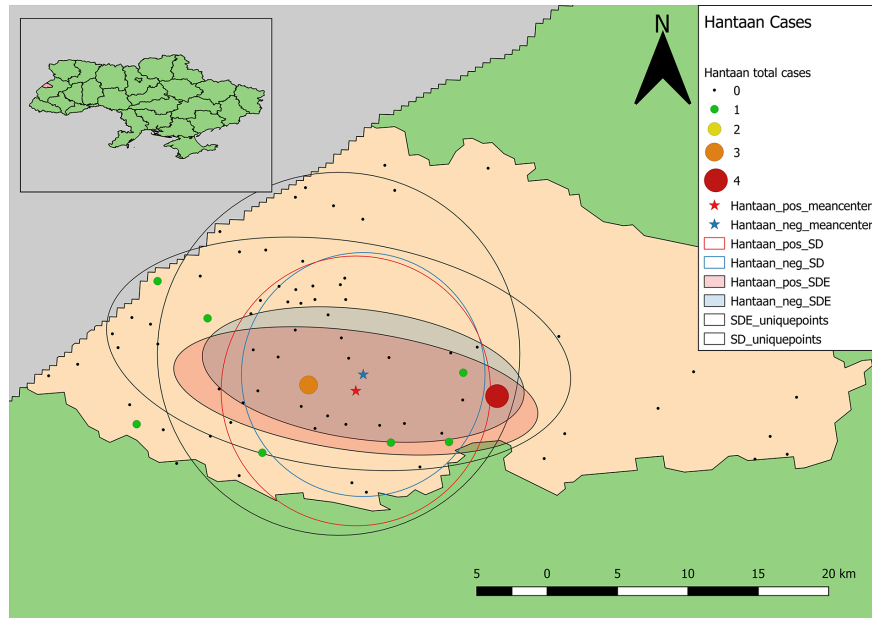 N
Hantaan Cases
Hantaan total cases
0
1
2
3
4
Hantaan_pos_meancenter
Hantaan_neg_meancenter
Hantaan_pos_SD
Hantaan_neg_SD
Hantaan_pos_SDE
Hantaan_neg_SDE
SDE_uniquepoints
SD_uniquepoints
5 0 5 10 15 20 km